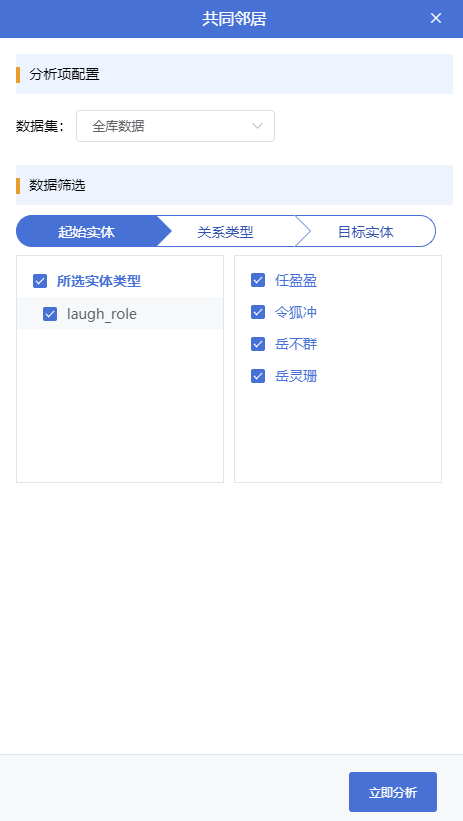 共同邻居
分析项配置
数据集： 全库数据
数据筛选
起始实体 关系类型 目标实体
所选实体类型
laugh_role
任盈盈
令狐冲
岳不群
岳灵珊
立即分析